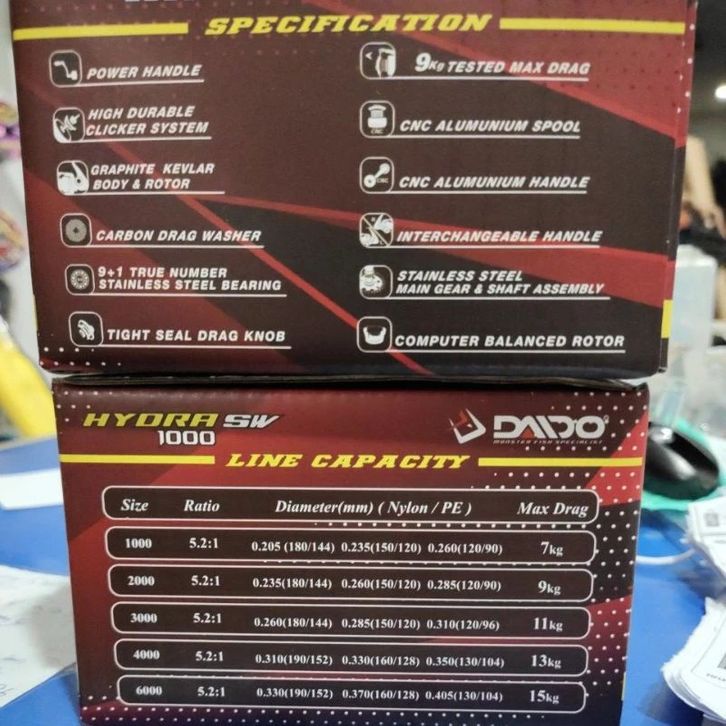 SPECIFICATION
POWER HANDLE
9Kg TESTED MAX DRAG
HIGH DURABLE
CLICKER SYSTEM
CNC
CNC ALUMUNIUM SPOOL
GRAPHITE KEVLAR
BODY & ROTOR
CNC
CNC ALUMUNIUM HANDLE
CARBON DRAG WASHER
INTERCHANGEABLE HANDLE
9+1 TRUE NUMBER
STAINLESS STEEL BEARING
STAINLESS STEEL
MAIN GEAR & SHAFT ASSEMBLY
TIGHT SEAL DRAG KNOB
COMPUTER BALANCED ROTOR
HYDRA SW
1000
DAIDO
MONSTER FISH SPECIALIST
LINE CAPACITY
Size Ratio Diameter(mm) ( Nylon / PE ) Max Drag
1000 5.2:1 0.205 (180/144) 0.235(150/120) 0.260(120/90) 7kg
2000 5.2:1 0.235(180/144) 0.260(150/120) 0.285(120/90) 9kg
3000 5.2:1 0.260(180/144) 0.285(150/120) 0.310(120/96) 11kg
4000 5.2:1 0.310(190/152) 0.330(160/128) 0.350(130/104) 13kg
6000 5.2:1 0.330(190/152) 0.370(160/128) 0.405(130/104) 15kg